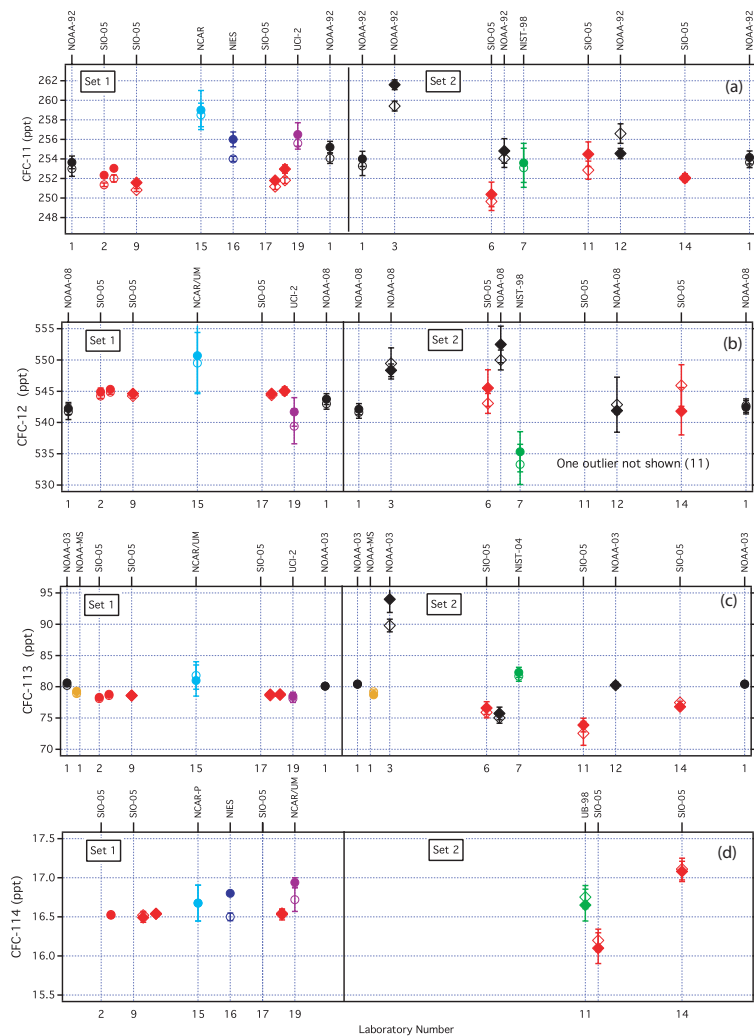 NOAA-92 SIO-05 SIO-05 NCAR NIES SIO-05 UCI-2 NOAA-92 NOAA-92 NOAA-92 SIO-05 NOAA-92 NIST-98 SIO-05 NOAA-92 SIO-05 NOAA-92
Set 1 Set 2 (a)
CFC-11 (ppt)
262
260
258
256
254
252
250
248
1 2 9 15 16 17 19 1 1 3 6 7 11 12 14 1
NOAA-08 SIO-05 SIO-05 NCAR/UM SIO-05 UCI-2 NOAA-08 NOAA-08 NOAA-08 SIO-05 NOAA-08 NIST-98 SIO-05 NOAA-08 SIO-05 NOAA-08
Set 1 Set 2 (b)
CFC-12 (ppt)
555
550
545
540
535
530
One outlier not shown (11)
1 2 9 15 17 19 1 1 3 6 7 11 12 14 1
NOAA-03 NOAA-MS SIO-05 SIO-05 NCAR/UM SIO-05 UCI-2 NOAA-03 NOAA-03 NOAA-MS NOAA-03 SIO-05 NIST-04 SIO-05 NOAA-03 SIO-05 NOAA-03
Set 1 Set 2 (c)
CFC-113 (ppt)
95
90
85
80
75
70
1 1 2 9 15 17 19 1 1 1 3 6 7 11 12 14 1
SIO-05 SIO-05 NCAR-P NIES SIO-05 NCAR/UM UB-98 SIO-05 SIO-05
Set 1 Set 2 (d)
CFC-114 (ppt)
17.5
17.0
16.5
16.0
15.5
2 9 15 16 17 19 11 14
Laboratory Number